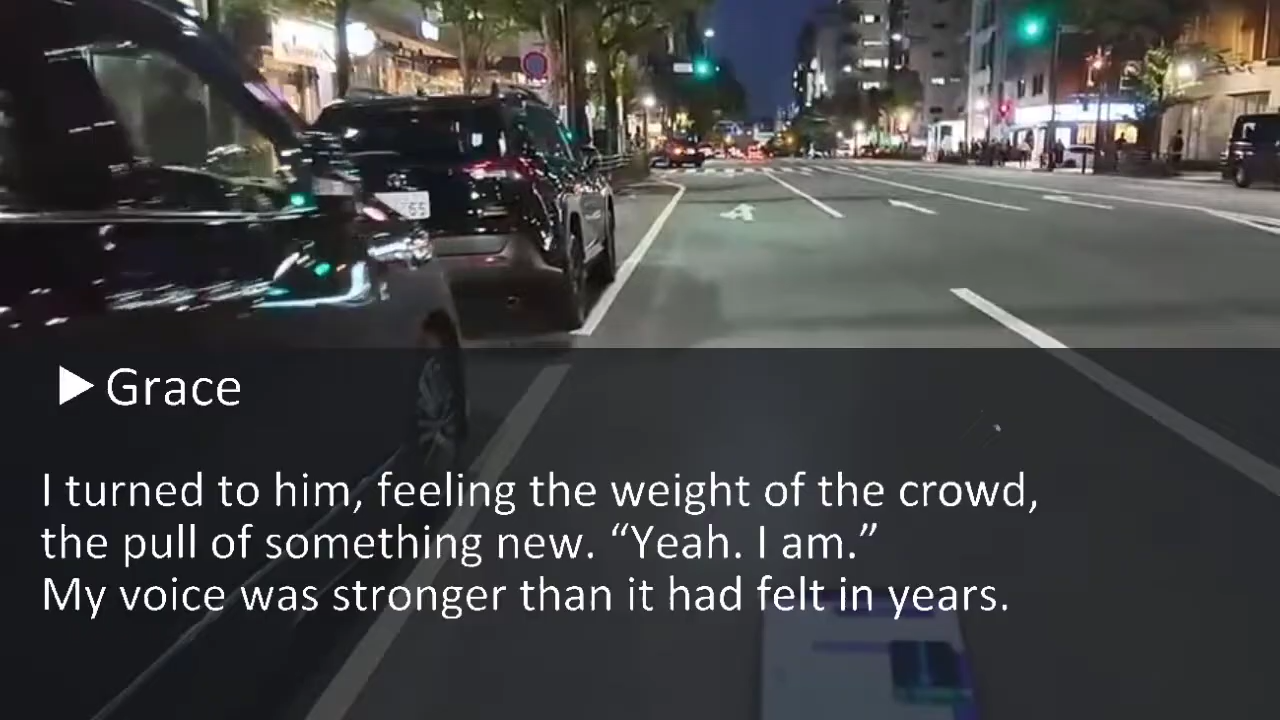 ▶ Grace
I turned to him, feeling the weight of the crowd,
the pull of something new. “Yeah. I am.”
My voice was stronger than it had felt in years.